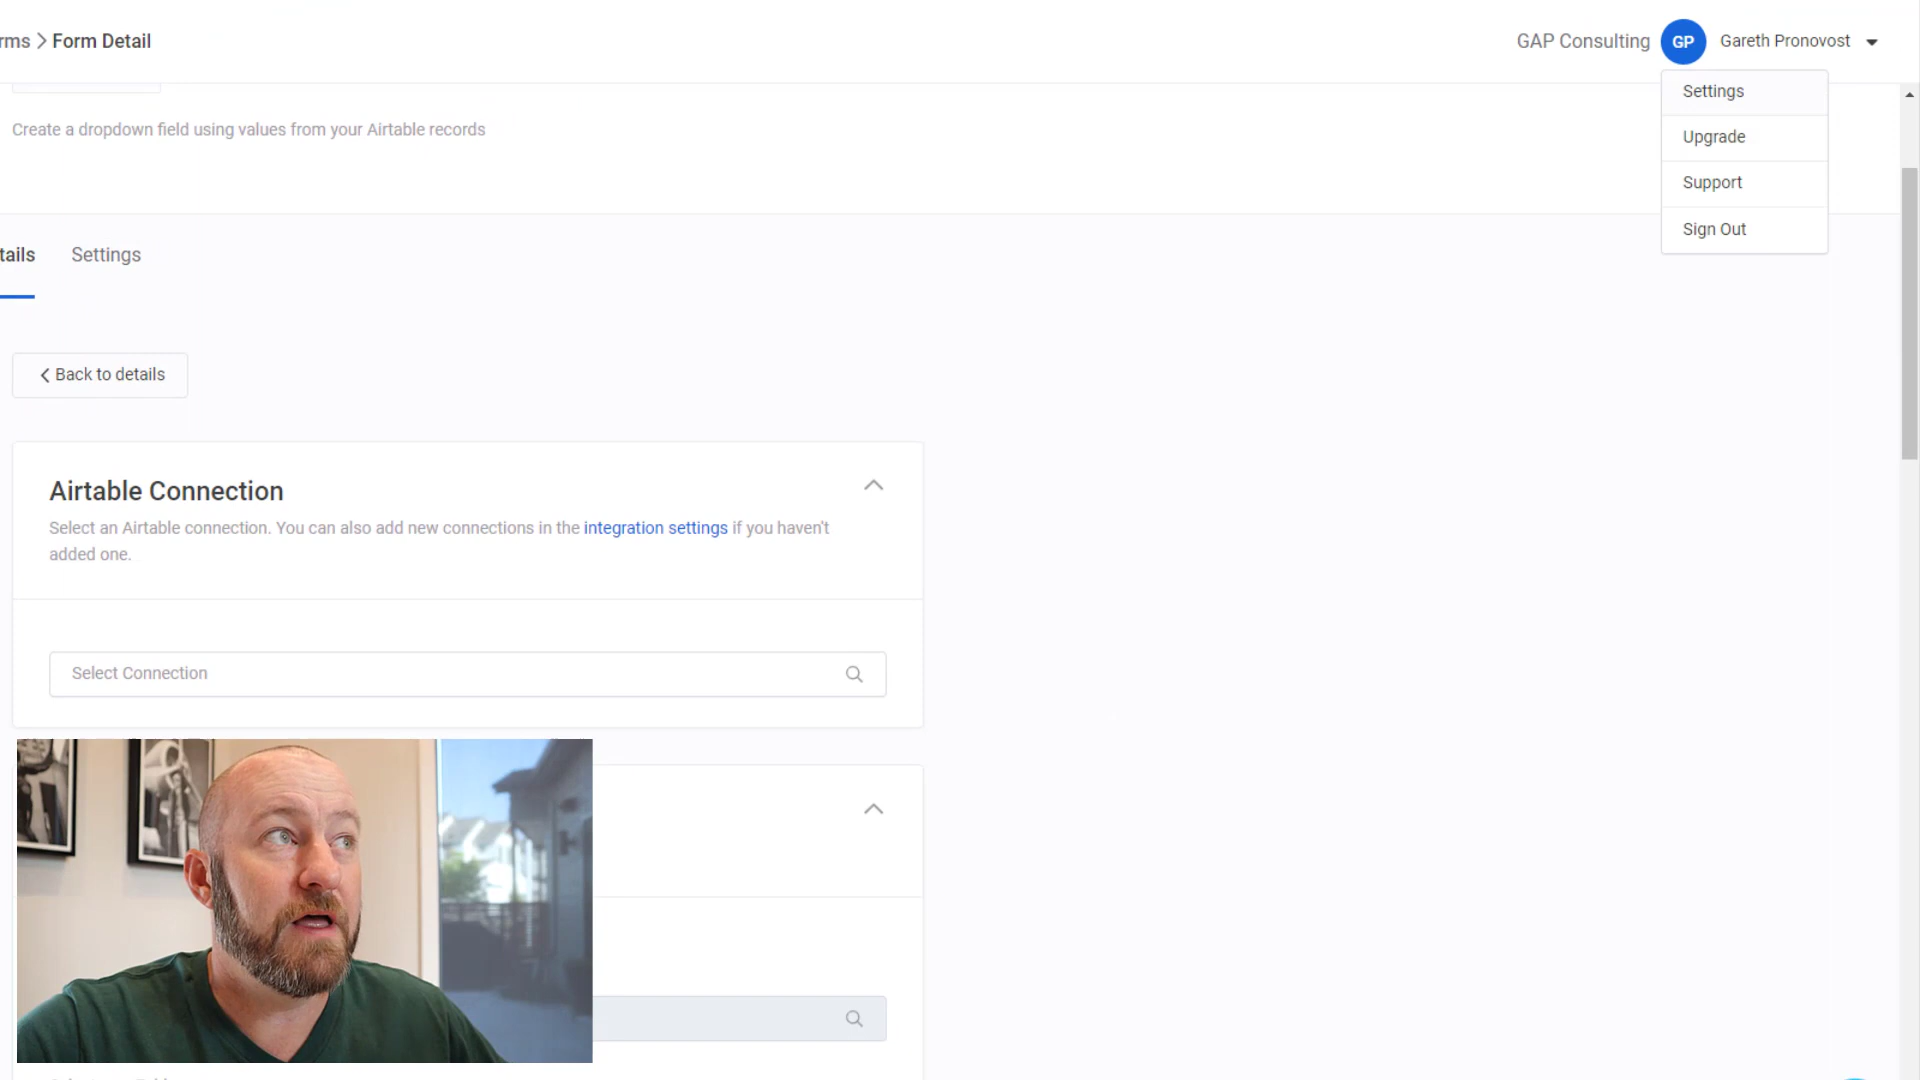 rms > Form Detail
GAP Consulting GP Gareth Pronovost
Settings
Upgrade
Support
Sign Out
Create a dropdown field using values from your Airtable records
tails Settings
Back to details
Airtable Connection
Select an Airtable connection. You can also add new connections in the integration settings if you haven't
added one.
Select Connection